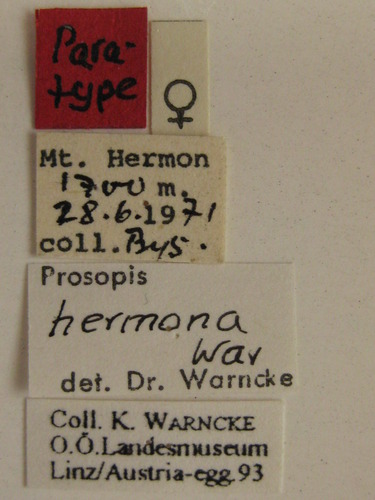 Para-
type
♀
Mt. Hermon
1700 m.
28.6.1971
coll. Bys.
Prosopis
hermona
War
det. Dr. Warncke
Coll. K. WARNCKE
O.Ö.Landesmuseum
Linz/Austria-egg.93